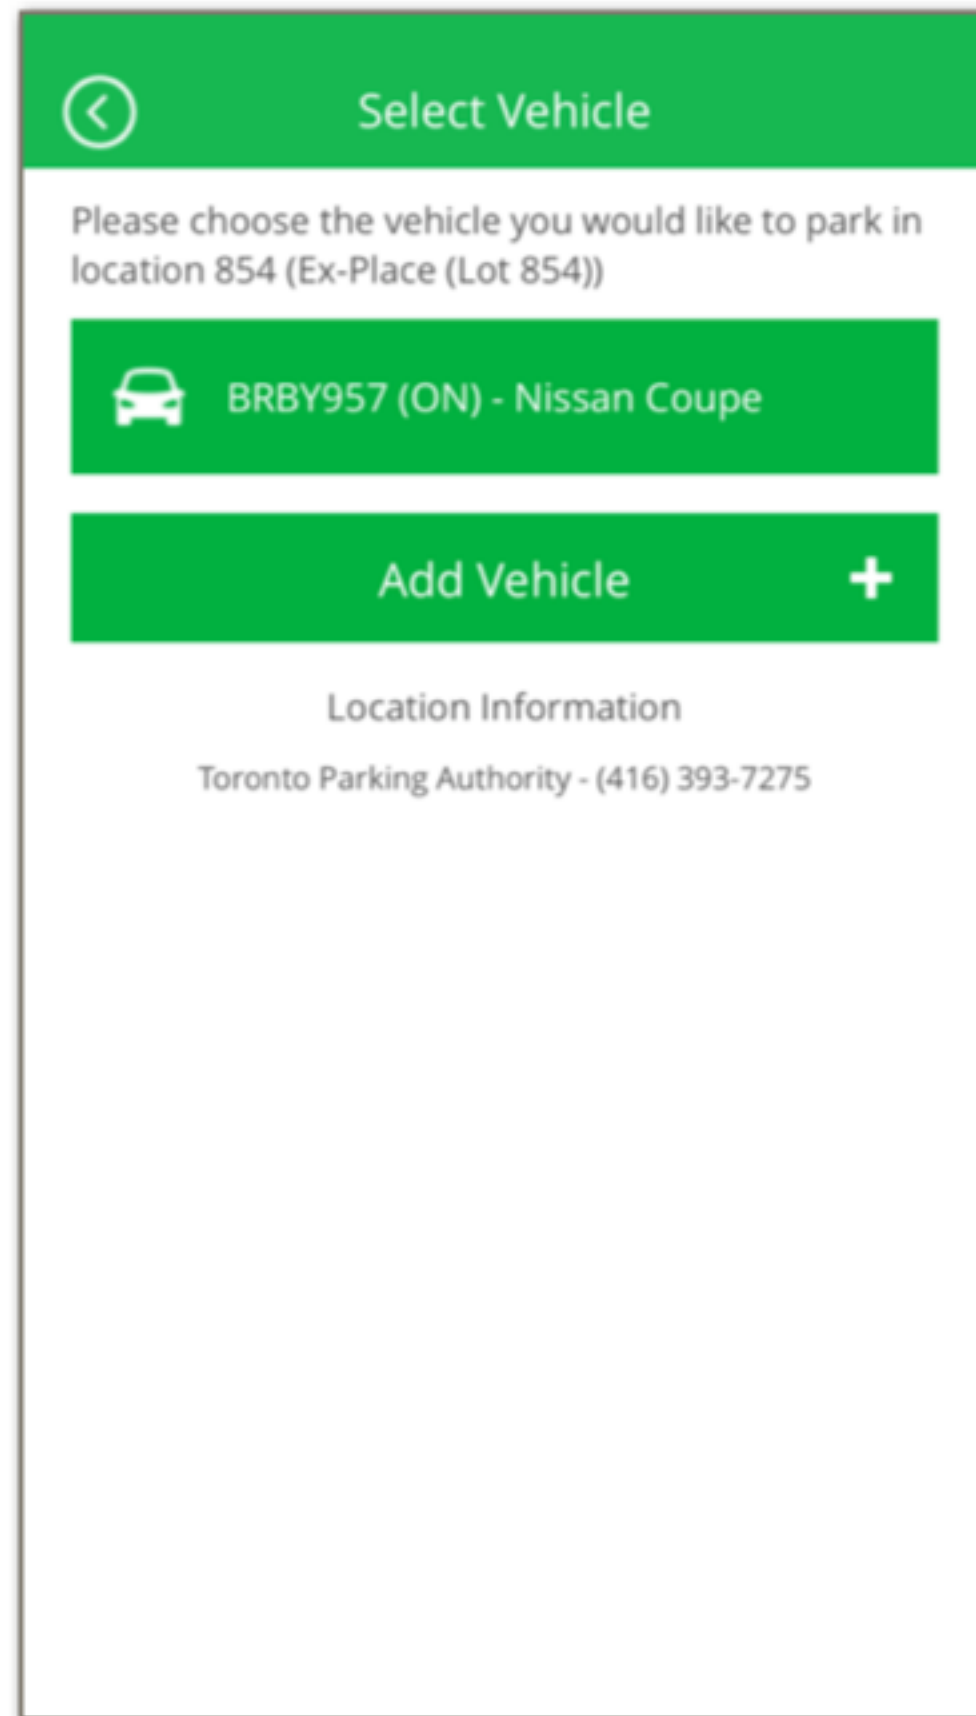 Select Vehicle
Please choose the vehicle you would like to park in
location 854 (Ex-Place (Lot 854))
BRBY957 (ON) - Nissan Coupe
Add Vehicle
Location Information
Toronto Parking Authority - (416) 393-7275